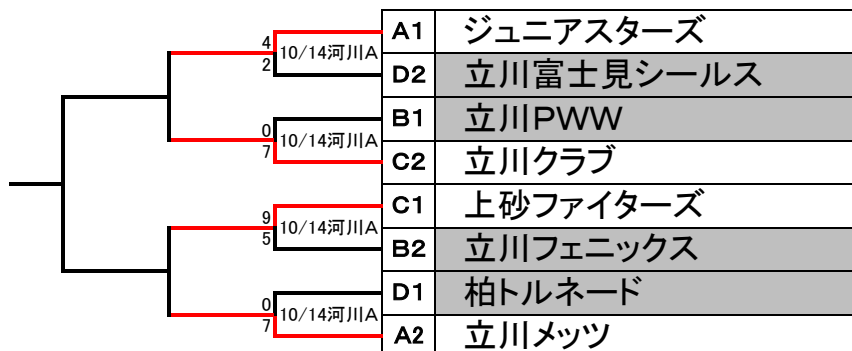 A1 ジュニアスターズ
4
10/14河川A
2
D2 立川富士見シールス
B1 立川PWW
0
10/14河川A
7
C2 立川クラブ
C1 上砂ファイターズ
9
10/14河川A
5
B2 立川フェニックス
D1 柏トルネード
0
10/14河川A
7
A2 立川メッツ